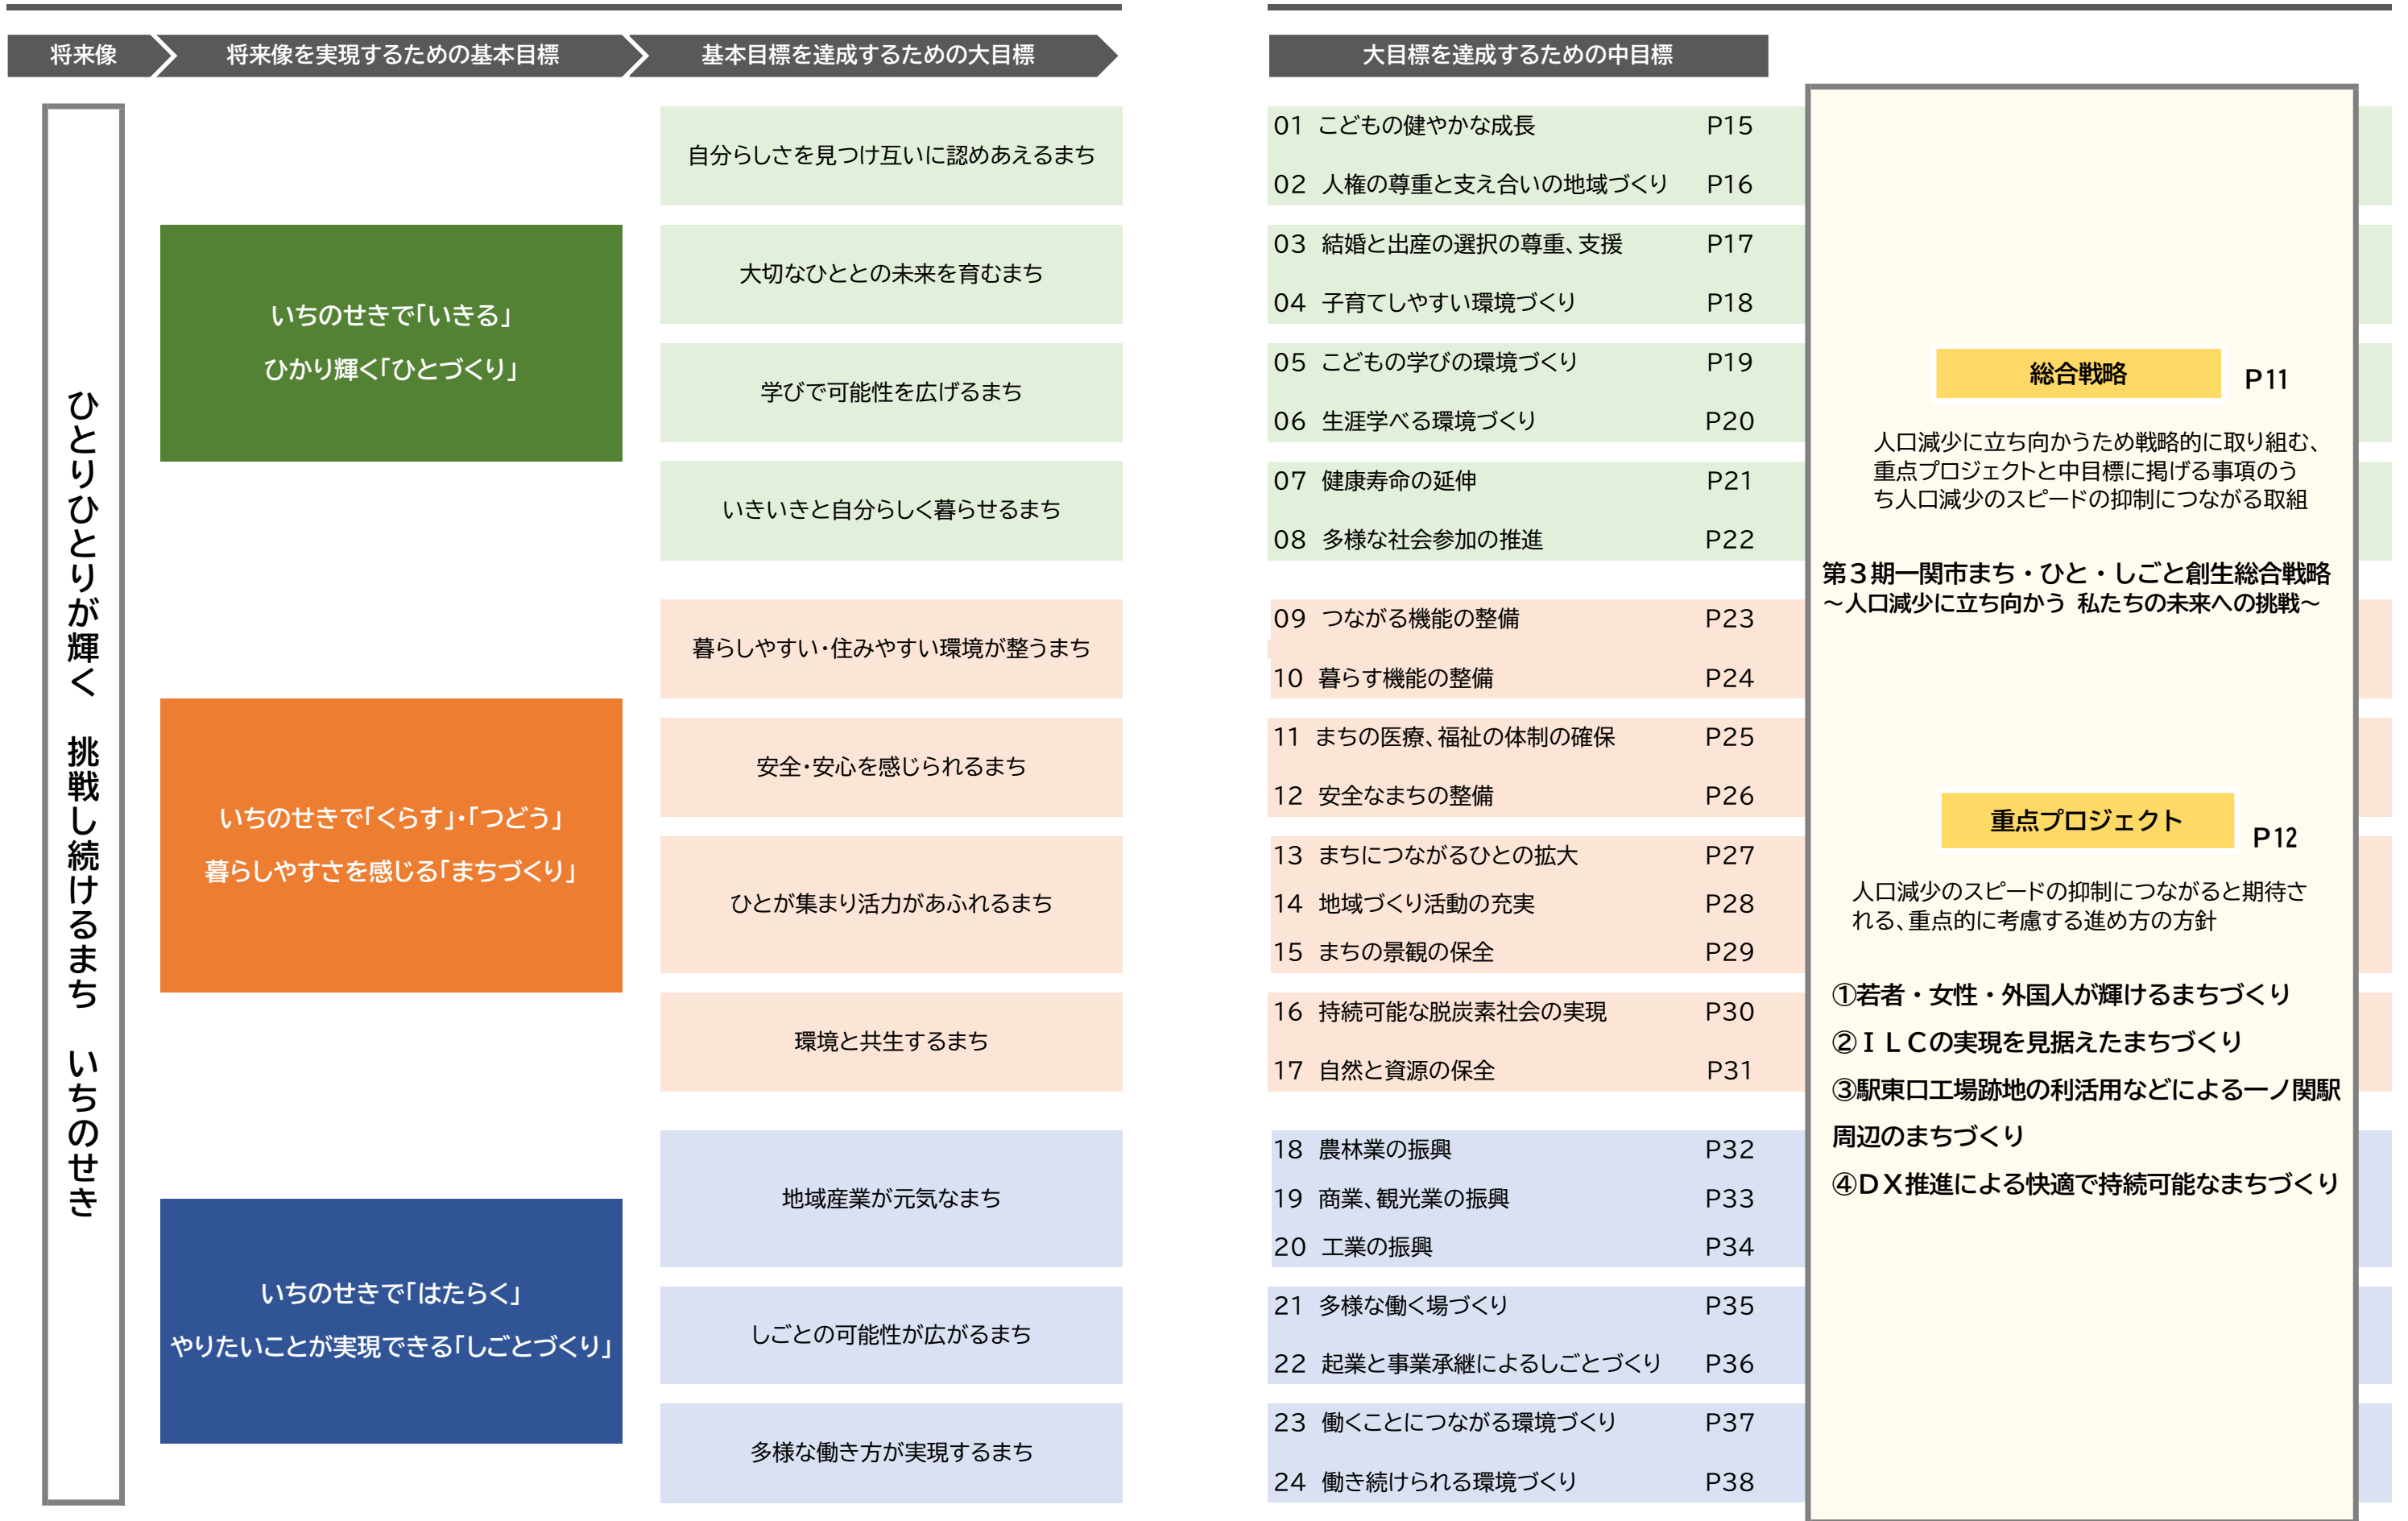 将来像
将来像を実現するための基本目標
基本目標を達成するための大目標
大目標を達成するための中目標
ひとりひとりが輝く　挑戦し続けるまち　いちのせき
いちのせきで「いきる」
ひかり輝く「ひとづくり」
自分らしさを見つけ互いに認めあえるまち
大切なひととの未来を育むまち
学びで可能性を広げるまち
いきいきと自分らしく暮らせるまち
いちのせきで「くらす」・「つどう」
暮らしやすさを感じる「まちづくり」
暮らしやすい・住みやすい環境が整うまち
安全・安心を感じられるまち
ひとが集まり活力があふれるまち
環境と共生するまち
いちのせきで「はたらく」
やりたいことが実現できる「しごとづくり」
地域産業が元気なまち
しごとの可能性が広がるまち
多様な働き方が実現するまち
01 こどもの健やかな成長 P15
02 人権の尊重と支え合いの地域づくり P16
03 結婚と出産の選択の尊重、支援 P17
04 子育てしやすい環境づくり P18
05 こどもの学びの環境づくり P19
06 生涯学べる環境づくり P20
07 健康寿命の延伸 P21
08 多様な社会参加の推進 P22
09 つながる機能の整備 P23
10 暮らす機能の整備 P24
11 まちの医療、福祉の体制の確保 P25
12 安全なまちの整備 P26
13 まちにつながるひとの拡大 P27
14 地域づくり活動の充実 P28
15 まちの景観の保全 P29
16 持続可能な脱炭素社会の実現 P30
17 自然と資源の保全 P31
18 農林業の振興 P32
19 商業、観光業の振興 P33
20 工業の振興 P34
21 多様な働く場づくり P35
22 起業と事業承継によるしごとづくり P36
23 働くことにつながる環境づくり P37
24 働き続けられる環境づくり P38
総合戦略 P11
人口減少に立ち向かうため戦略的に取り組む、
重点プロジェクトと中目標に掲げる事項のう
ち人口減少のスピードの抑制につながる取組
第３期一関市まち・ひと・しごと創生総合戦略
～人口減少に立ち向かう 私たちの未来への挑戦～
重点プロジェクト P12
人口減少のスピードの抑制につながると期待さ
れる、重点的に考慮する進め方の方針
①若者・女性・外国人が輝けるまちづくり
②ＩＬＣの実現を見据えたまちづくり
③駅東口工場跡地の利活用などによる一ノ関駅
周辺のまちづくり
④ＤＸ推進による快適で持続可能なまちづくり